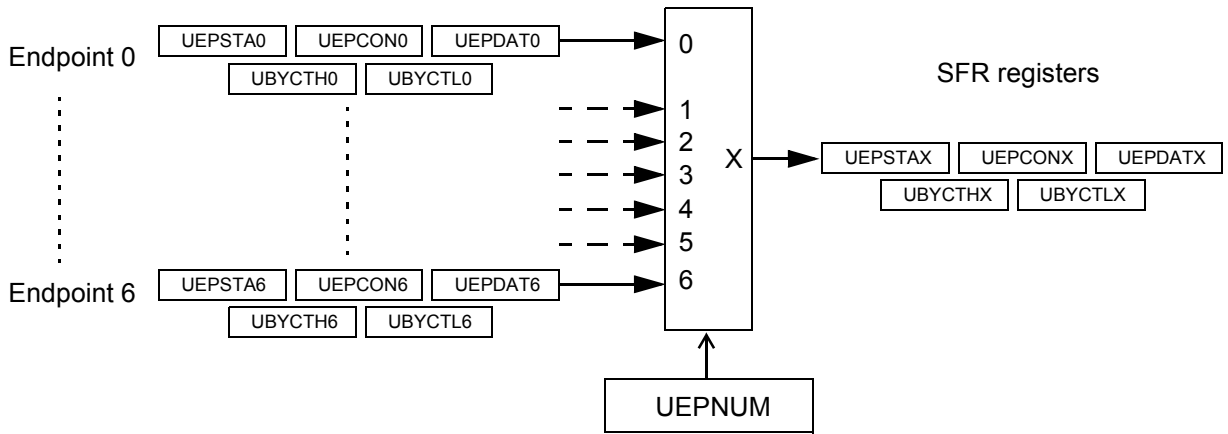 Endpoint 0
UEPSTA0 UEPCON0 UEPDAT0
UBYCTH0 UBYCTL0
0
1
2
3
4
5
6
X
SFR registers
UEPSTAX UEPCONX UEPDATX
UBYCTHX UBYCTLX
Endpoint 6
UEPSTA6 UEPCON6 UEPDAT6
UBYCTH6 UBYCTL6
UEPNUM